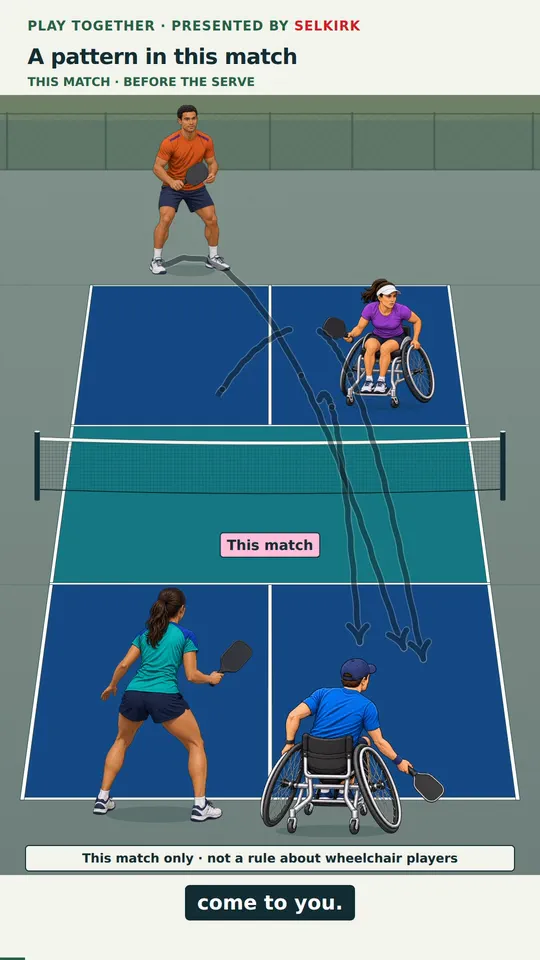 PLAY TOGETHER · PRESENTED BY SELKIRK
A pattern in this match
THIS MATCH · BEFORE THE SERVE
This match
This match only · not a rule about wheelchair players
come to you.